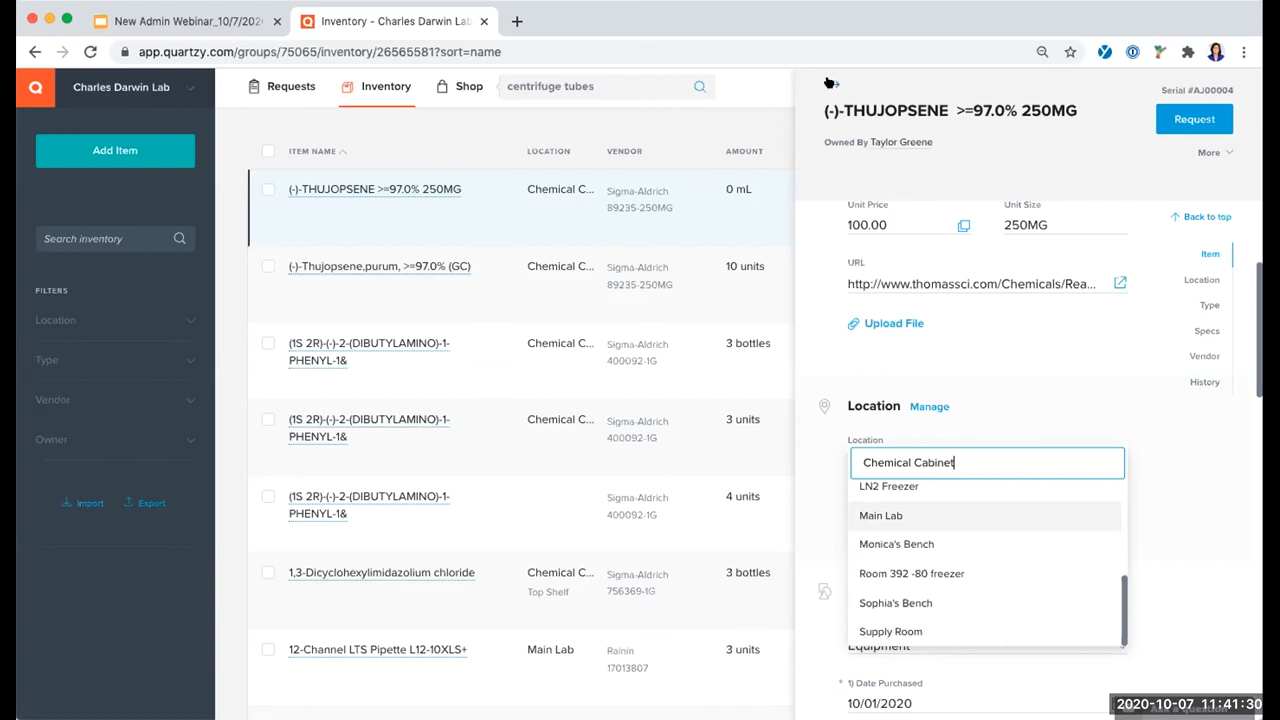 New Admin Webinar_10/7/202
Inventory - Charles Darwin Lab
app.quartzy.com/groups/75065/inventory/26565581?sort=name
Q
Charles Darwin Lab
Requests
Inventory
Shop
centrifuge tubes
Add Item
Search inventory
FILTERS
Location
Type
Vendor
Owner
Import
Export
ITEM NAME
LOCATION
VENDOR
AMOUNT
(-)-THUJOPSENE >=97.0% 250MG
Chemical C...
Sigma-Aldrich
89235-250MG
0 mL
(-)-Thujopsene,purum, >=97.0% (GC)
Chemical C...
Sigma-Aldrich
89235-250MG
10 units
(1S 2R)-(-)-2-(DIBUTYLAMINO)-1-
PHENYL-1&
Chemical C...
Sigma-Aldrich
400092-1G
3 bottles
(1S 2R)-(-)-2-(DIBUTYLAMINO)-1-
PHENYL-1&
Chemical C...
Sigma-Aldrich
400092-1G
3 units
(1S 2R)-(-)-2-(DIBUTYLAMINO)-1-
PHENYL-1&
Chemical C...
Sigma-Aldrich
400092-1G
4 units
1,3-Dicyclohexylimidazolium chloride
Chemical C...
Top Shelf
Sigma-Aldrich
756369-1G
3 bottles
12-Channel LTS Pipette L12-10XLS+
Main Lab
Rainin
17013807
3 units
Serial #AJ00004
(-)-THUJOPSENE >=97.0% 250MG
Request
Owned By Taylor Greene
More
Unit Price
Unit Size
100.00
250MG
Back to top
URL
http://www.thomassci.com/Chemicals/Rea...
Upload File
Item
Location
Type
Specs
Vendor
History
Location
Manage
Location
Chemical Cabinet
LN2 Freezer
Main Lab
Monica's Bench
Room 392 -80 freezer
Sophia's Bench
Supply Room
Equipment
* 1) Date Purchased
10/01/2020
2020-10-07 11:41:30